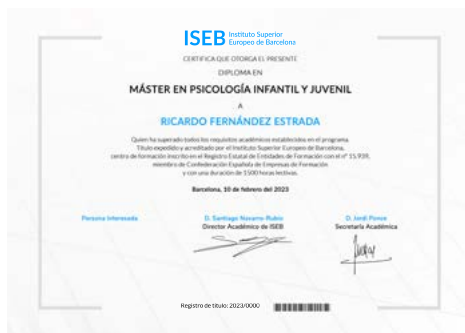 ISEB Instituto Superior
Europeo de Barcelona
CERTIFICA QUE OTORGA EL PRESENTE
DIPLOMA EN
MÁSTER EN PSICOLOGÍA INFANTIL Y JUVENIL
A
RICARDO FERNÁNDEZ ESTRADA
Quien ha superado todos los requisitos académicos establecidos en el programa.
Título expedido y acreditado por el Instituto Superior Europeo de Barcelona,
centro de formación inscrito en el Registro Estatal de Entidades de Formación con el nº 15.939,
miembro de Confederación Española de Empresas de Formación
y con una duración de 1500 horas lectivas.
Barcelona, 10 de febrero del 2023
Persona Interesada
D. Santiago Navarro Rubio
Director Académico de ISEB
D. Jordi Ponce
Secretaría Académica
Registro de título: 2023/0000